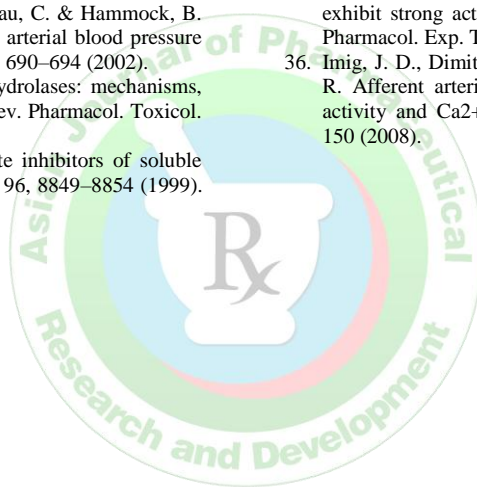 au, C. & Hammock, B.
arterial blood pressure
690–694 (2002).
ydrolases: mechanisms,
ev. Pharmacol. Toxicol.
te inhibitors of soluble
96, 8849–8854 (1999).
exhibit strong act
Pharmacol. Exp. T
36. Imig, J. D., Dimit
R. Afferent arteri
activity and Ca2+
150 (2008).
Asian Journal of Pharmaceutical
Rx
Research and Development